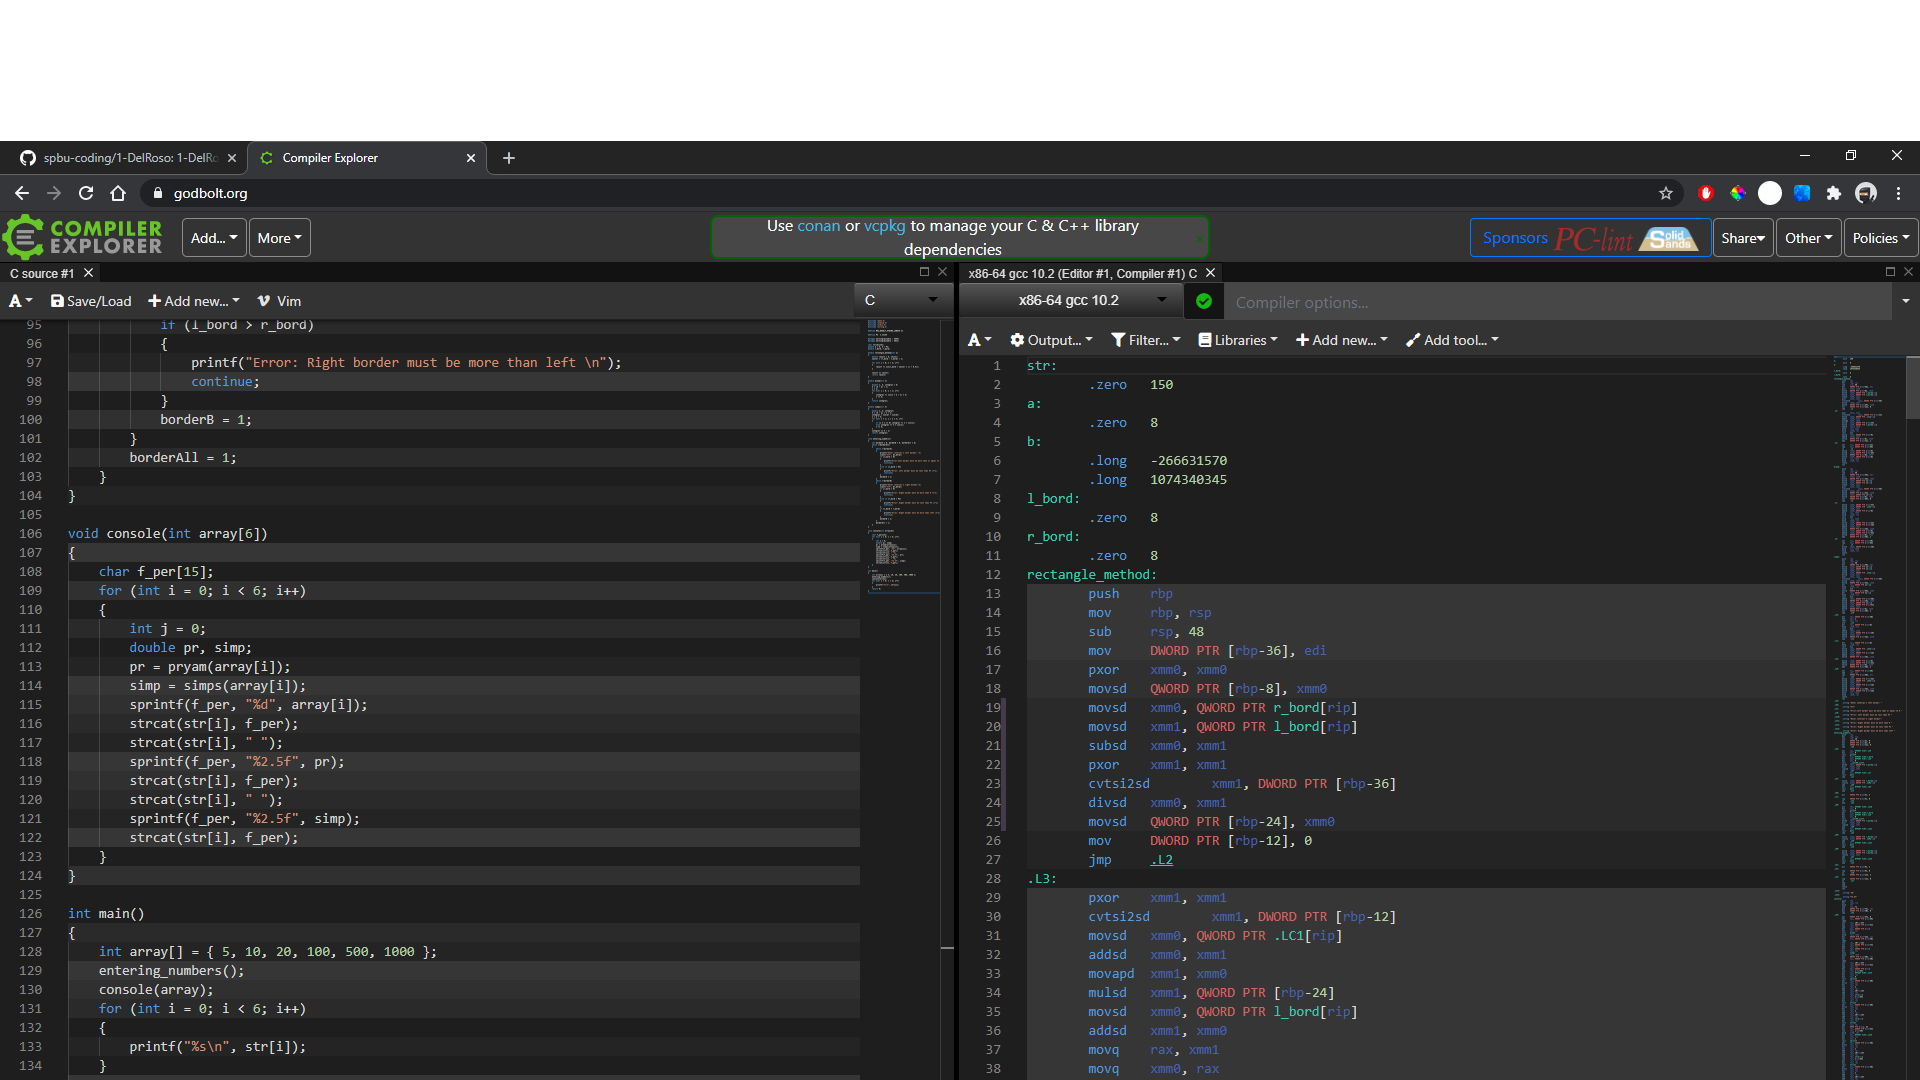 spbu-coding/1-DelRoso: 1-DelRo
Compiler Explorer
godbolt.org
COMPILER
EXPLORER
Add...
More
Use conan or vcpkg to manage your C & C++ library
dependencies
Sponsors PC-lint Solid Sands
Share
Other
Policies
C source #1
x86-64 gcc 10.2 (Editor #1, Compiler #1) C
A
Save/Load
Add new...
Vim
C
x86-64 gcc 10.2
Compiler options...
A
Output...
Filter...
Libraries
Add new...
Add tool...
95 if (l_bord > r_bord)
96 {
97 printf("Error: Right border must be more than left \n");
98 continue;
99 }
100 borderB = 1;
101 }
102 borderAll = 1;
103 }
104 }
105
106 void console(int array[6])
107 {
108 char f_per[15];
109 for (int i = 0; i < 6; i++)
110 {
111 int j = 0;
112 double pr, simp;
113 pr = pryam(array[i]);
114 simp = simps(array[i]);
115 sprintf(f_per, "%d", array[i]);
116 strcat(str[i], f_per);
117 strcat(str[i], " ");
118 sprintf(f_per, "%2.5f", pr);
119 strcat(str[i], f_per);
120 strcat(str[i], " ");
121 sprintf(f_per, "%2.5f", simp);
122 strcat(str[i], f_per);
123 }
124 }
125
126 int main()
127 {
128 int array[] = { 5, 10, 20, 100, 500, 1000 };
129 entering_numbers();
130 console(array);
131 for (int i = 0; i < 6; i++)
132 {
133 printf("%s\n", str[i]);
134 }
1 str:
2 .zero 150
3 a:
4 .zero 8
5 b:
6 .long -266631570
7 .long 1074340345
8 l_bord:
9 .zero 8
10 r_bord:
11 .zero 8
12 rectangle_method:
13 push rbp
14 mov rbp, rsp
15 sub rsp, 48
16 mov DWORD PTR [rbp-36], edi
17 pxor xmm0, xmm0
18 movsd QWORD PTR [rbp-8], xmm0
19 movsd xmm0, QWORD PTR r_bord[rip]
20 movsd xmm1, QWORD PTR l_bord[rip]
21 subsd xmm0, xmm1
22 pxor xmm1, xmm1
23 cvtsi2sd xmm1, DWORD PTR [rbp-36]
24 divsd xmm0, xmm1
25 movsd QWORD PTR [rbp-24], xmm0
26 mov DWORD PTR [rbp-12], 0
27 jmp .L2
28 .L3:
29 pxor xmm1, xmm1
30 cvtsi2sd xmm1, DWORD PTR [rbp-12]
31 movsd xmm0, QWORD PTR .LC1[rip]
32 addsd xmm0, xmm1
33 movapd xmm1, xmm0
34 mulsd xmm1, QWORD PTR [rbp-24]
35 movsd xmm0, QWORD PTR l_bord[rip]
36 addsd xmm1, xmm0
37 movq rax, xmm1
38 movq xmm0, rax